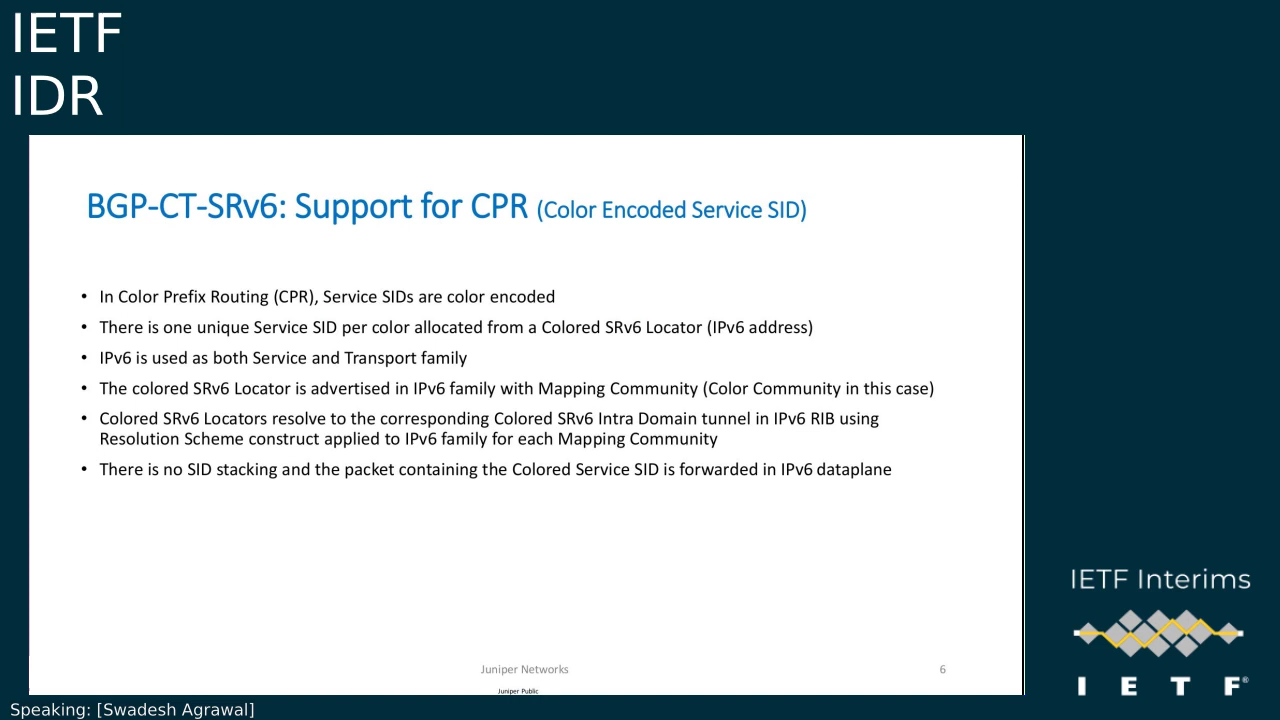 IETF
IDR
BGP-CT-SRv6: Support for CPR (Color Encoded Service SID)
• In Color Prefix Routing (CPR), Service SIDs are color encoded
• There is one unique Service SID per color allocated from a Colored SRv6 Locator (IPv6 address)
• IPv6 is used as both Service and Transport family
• The colored SRv6 Locator is advertised in IPv6 family with Mapping Community (Color Community in this case)
• Colored SRv6 Locators resolve to the corresponding Colored SRv6 Intra Domain tunnel in IPv6 RIB using
Resolution Scheme construct applied to IPv6 family for each Mapping Community
• There is no SID stacking and the packet containing the Colored Service SID is forwarded in IPv6 dataplane
Juniper Networks
6
Juniper Public
IETF Interims
I E T F®
Speaking: [Swadesh Agrawal]